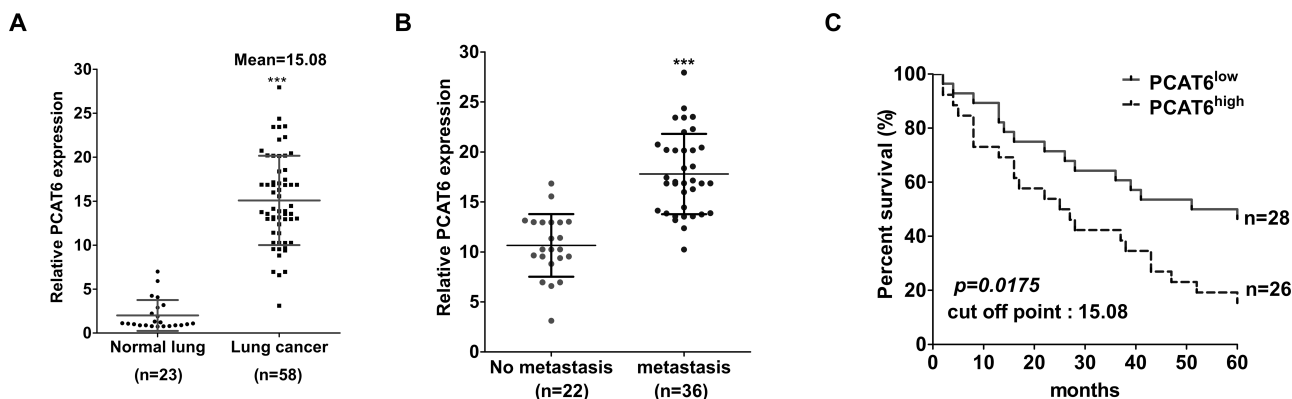 A
Relative PCAT6 expression
30
25
20
15
10
5
0
Mean=15.08
***
Normal lung
(n=23)
Lung cancer
(n=58)
B
Relative PCAT6 expression
30
25
20
15
10
5
0
***
No metastasis
(n=22)
metastasis
(n=36)
C
Percent survival (%)
100
80
60
40
20
0
PCAT6low
PCAT6high
n=28
n=26
p=0.0175
cut off point : 15.08
0 10 20 30 40 50 60
months